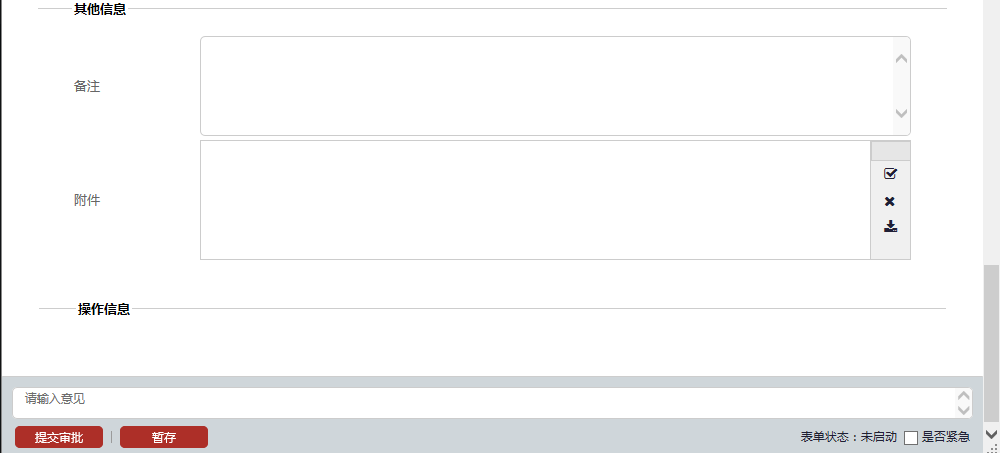 其他信息
备注
附件
操作信息
请输入意见
提交审批 | 暂存 表单状态：未启动 是否紧急